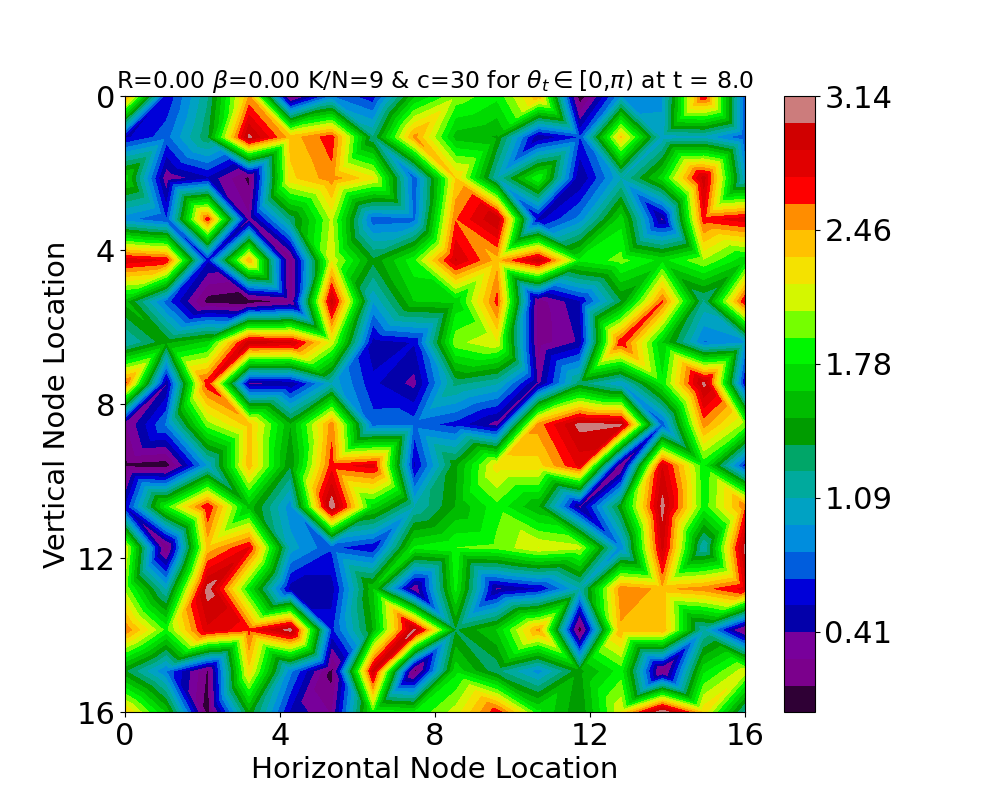 R=0.00 β=0.00 K/N=9 & c=30 for θₜ∈[0,π) at t = 8.0
0
4
8
12
16
0 4 8 12 16
Vertical Node Location
Horizontal Node Location
3.14
2.46
1.78
1.09
0.41